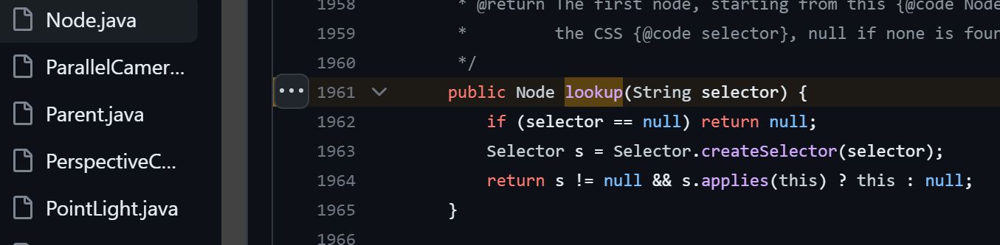 Node.java
ParallelCamer...
Parent.java
PerspectiveC...
PointLight.java
1958 * @return The first node, starting from this {@code Node
1959 * the CSS {@code selector}, null if none is foun
1960 */
1961 public Node lookup(String selector) {
1962 if (selector == null) return null;
1963 Selector s = Selector.createSelector(selector);
1964 return s != null && s.applies(this) ? this : null;
1965 }
1966